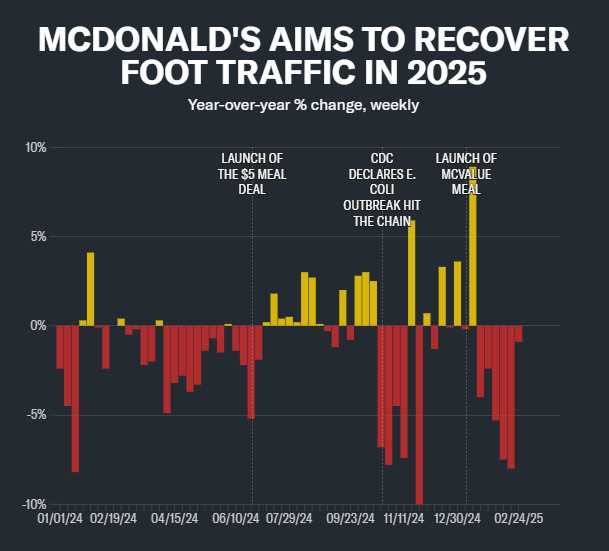 MCDONALD'S AIMS TO RECOVER
FOOT TRAFFIC IN 2025
Year-over-year % change, weekly
10%
LAUNCH OF
THE $5 MEAL
DEAL
CDC
DECLARES E.
COLI
OUTBREAK HIT
THE CHAIN
LAUNCH OF
MCVALUE
MEAL
5%
0%
-5%
-10%
01/01/24 02/19/24 04/15/24 06/10/24 07/29/24 09/23/24 11/11/24 12/30/24 02/24/25